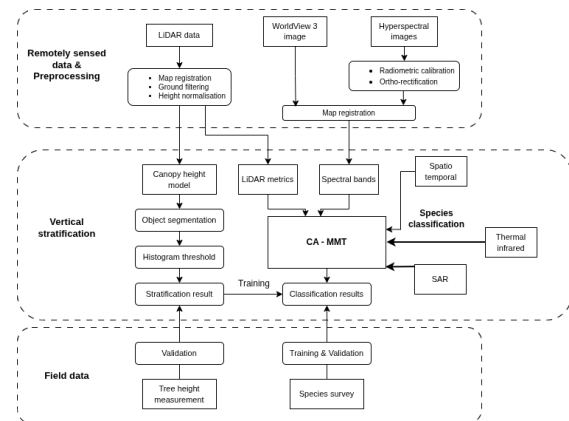 LiDAR data
WorldView 3
image
Hyperspectral
images
Remotely sensed
data &
Preprocessing
• Map registration
• Ground filtering
• Height normalisation
• Radiometric calibration
• Ortho-rectification
Map registration
Canopy height
model
LiDAR metrics
Spectral bands
Spatio
temporal
Vertical
stratification
Object segmentation
Species
classification
CA - MMT
Thermal
infrared
Histogram threshold
SAR
Stratification result
Training
Classification results
Validation
Training & Validation
Field data
Tree height
measurement
Species survey